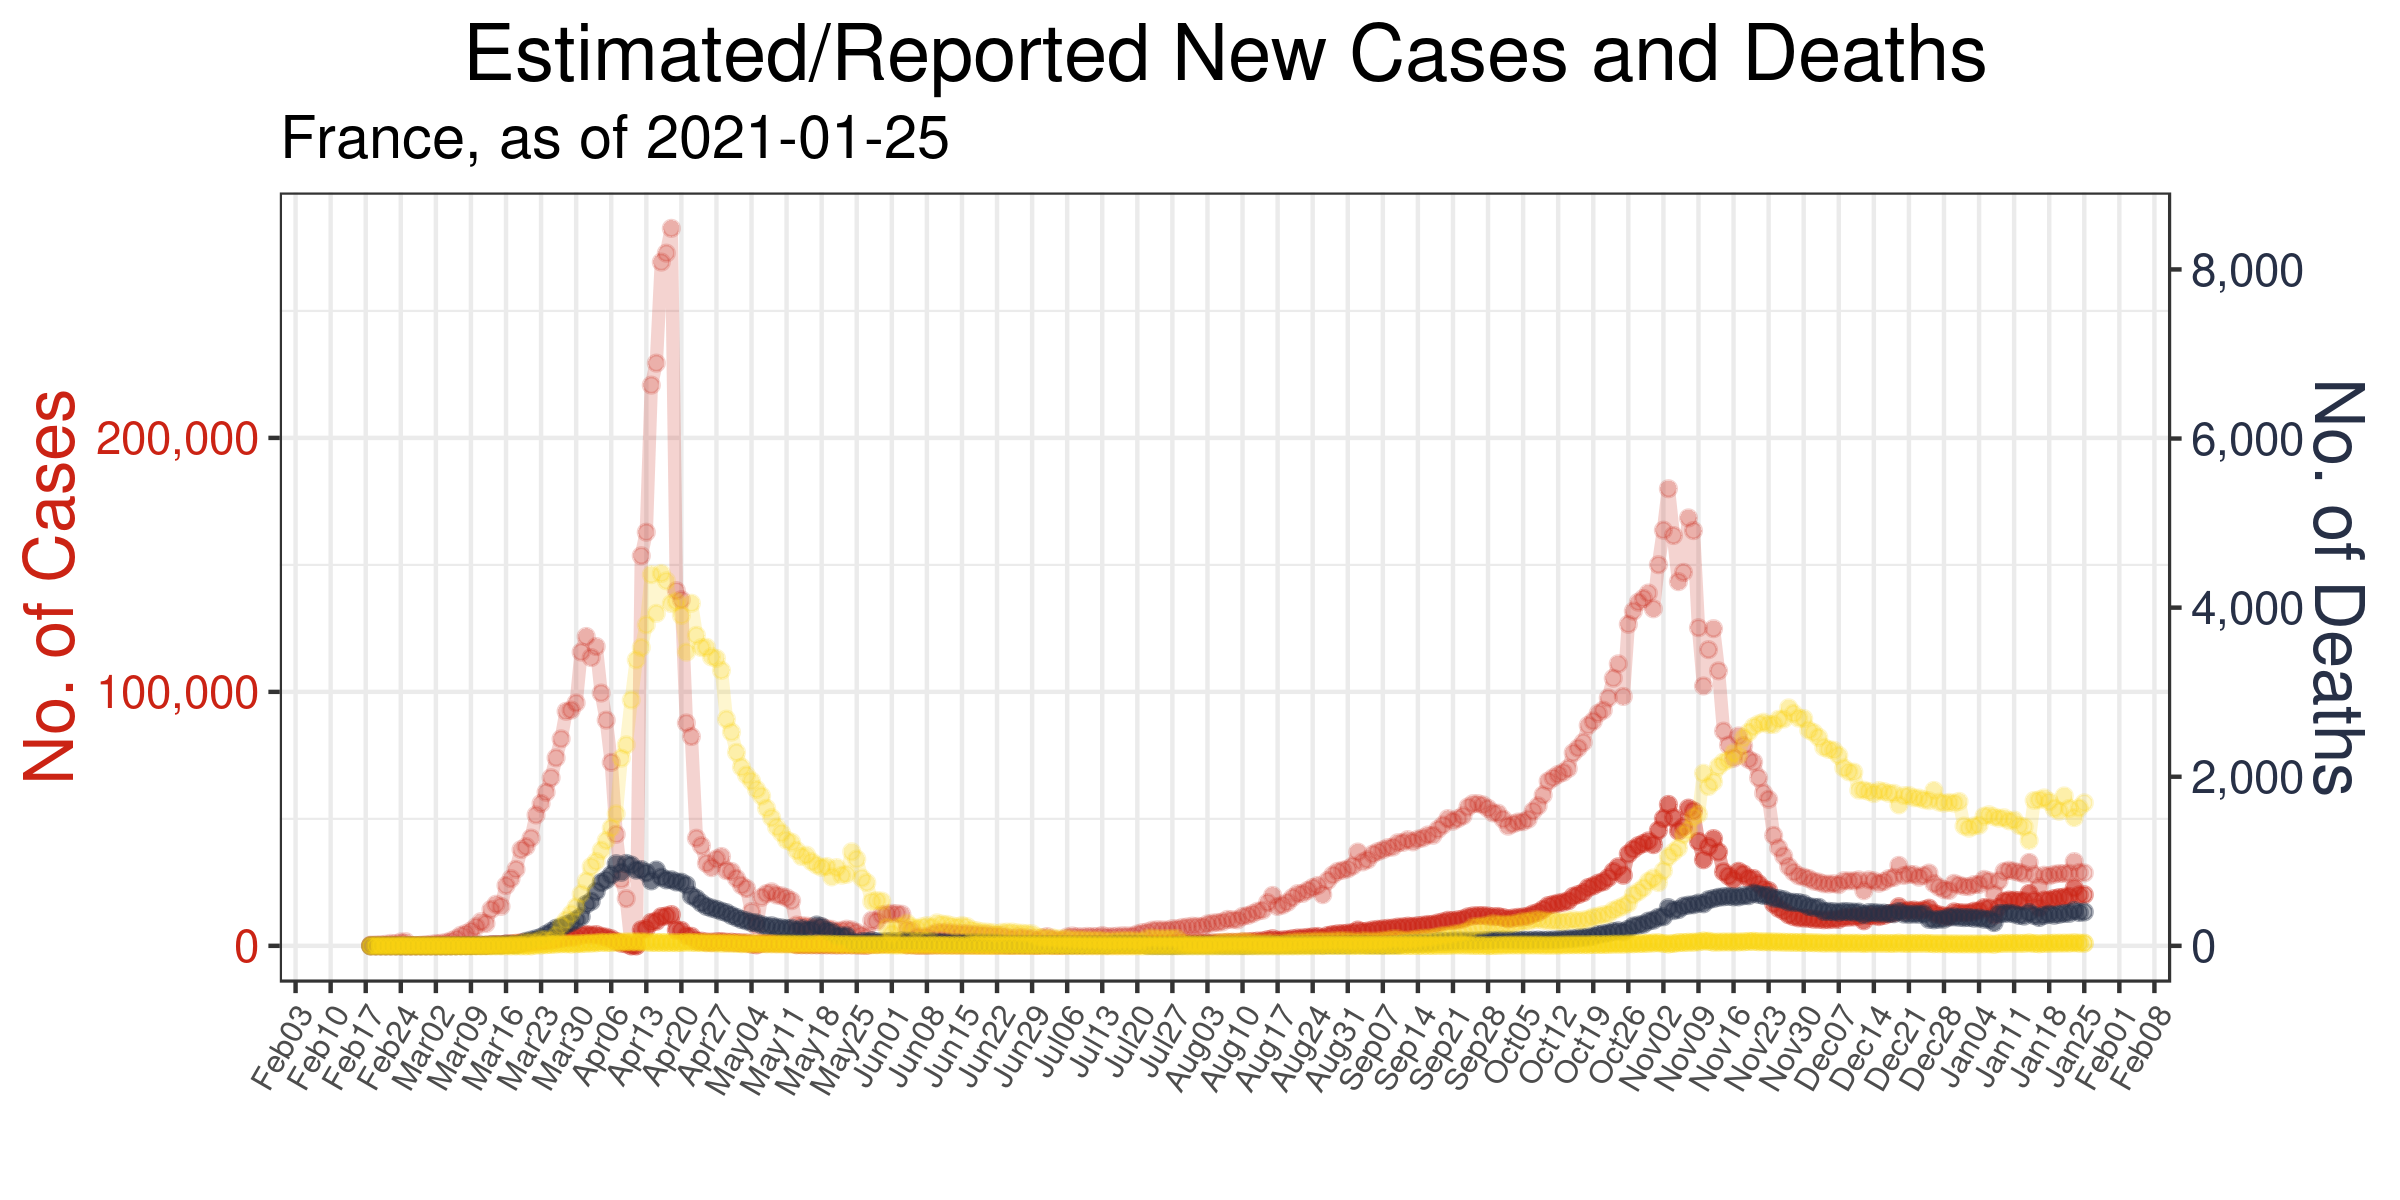 Estimated/Reported New Cases and Deaths
France, as of 2021-01-25
No. of Cases
200,000
100,000
0
8,000
6,000
4,000
2,000
0
No. of Deaths
Feb03 Feb10 Feb17 Feb24 Mar02 Mar09 Mar16 Mar23 Mar30 Apr06 Apr13 Apr20 Apr27 May04 May11 May18 May25 Jun01 Jun08 Jun15 Jun22 Jun29 Jul06 Jul13 Jul20 Jul27 Aug03 Aug10 Aug17 Aug24 Aug31 Sep07 Sep14 Sep21 Sep28 Oct05 Oct12 Oct19 Oct26 Nov02 Nov09 Nov16 Nov23 Nov30 Dec07 Dec14 Dec21 Dec28 Jan04 Jan11 Jan18 Jan25 Feb01 Feb08